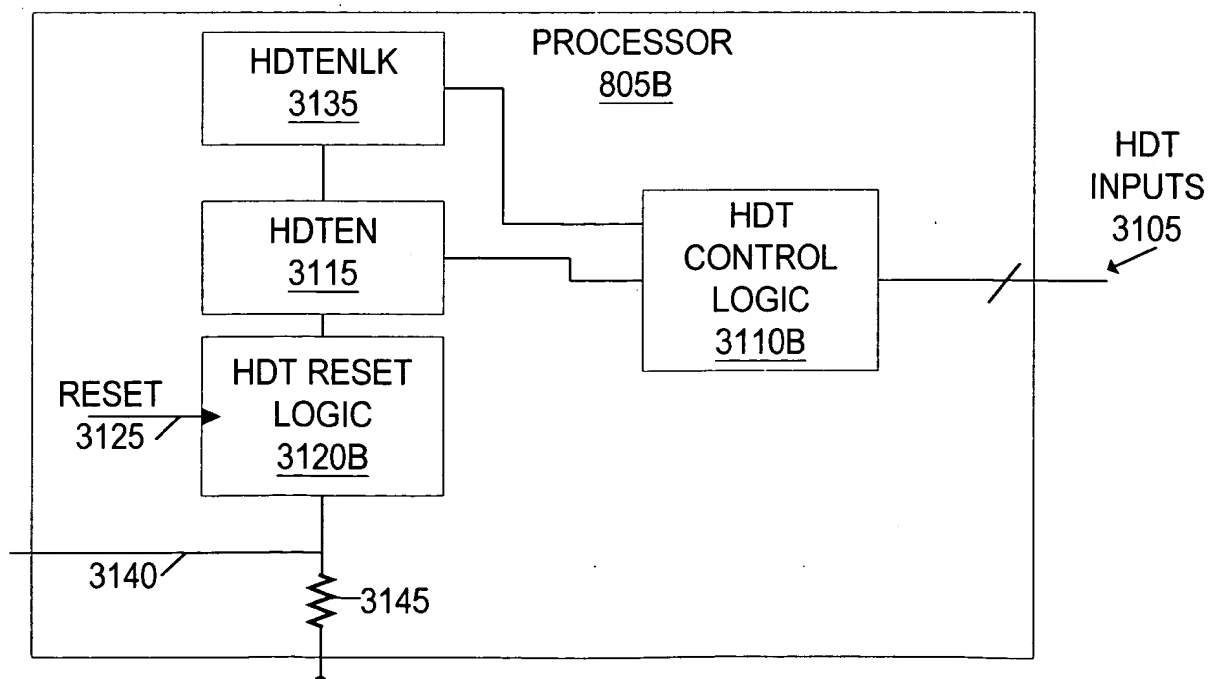 PROCESSOR
805B
HDTENLK
3135
HDTEN
3115
HDT
CONTROL
LOGIC
3110B
HDT
INPUTS
3105
HDT RESET
LOGIC
3120B
RESET
3125
3140
3145